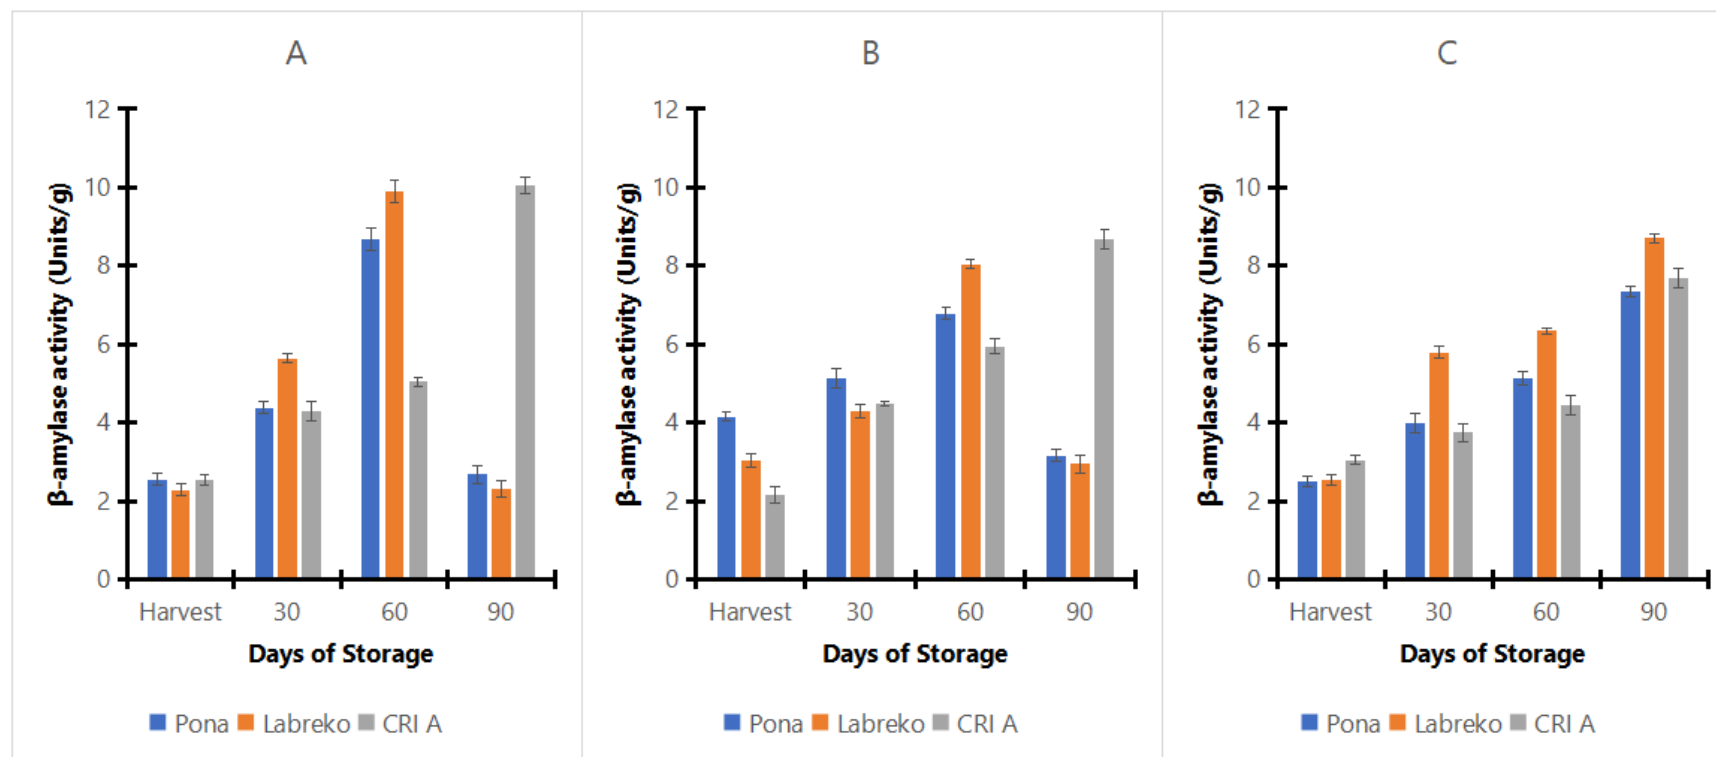 A
12
10
8
6
4
2
0
β-amylase activity (Units/g)
Harvest 30 60 90
Days of Storage
Pona Labreko CRI A
B
12
10
8
6
4
2
0
β-amylase activity (Units/g)
Harvest 30 60 90
Days of Storage
Pona Labreko CRI A
C
12
10
8
6
4
2
0
β-amylase activity (Units/g)
Harvest 30 60 90
Days of Storage
Pona Labreko CRI A